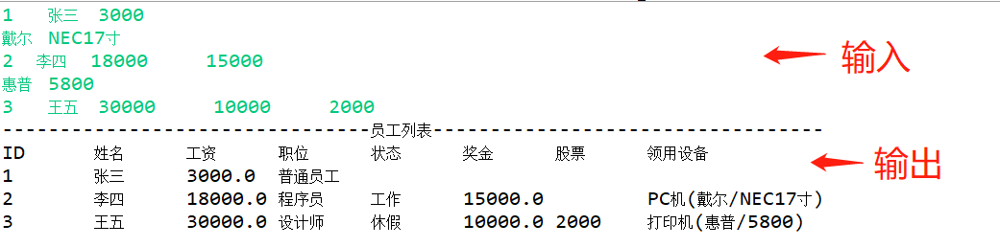 1   张三  3000
戴尔  NEC17寸
2  李四  18000     15000
惠普  5800
输入
3   王五  30000     10000     2000
--------------------------------员工列表----------------------------------
ID      姓名      工资      职位      状态      奖金      股票      领用设备
1       张三      3000.0  普通员工
输出
2       李四      18000.0 程序员    工作      15000.0         PC机(戴尔/NEC17寸)
3       王五      30000.0 设计师    休假      10000.0 2000    打印机(惠普/5800)